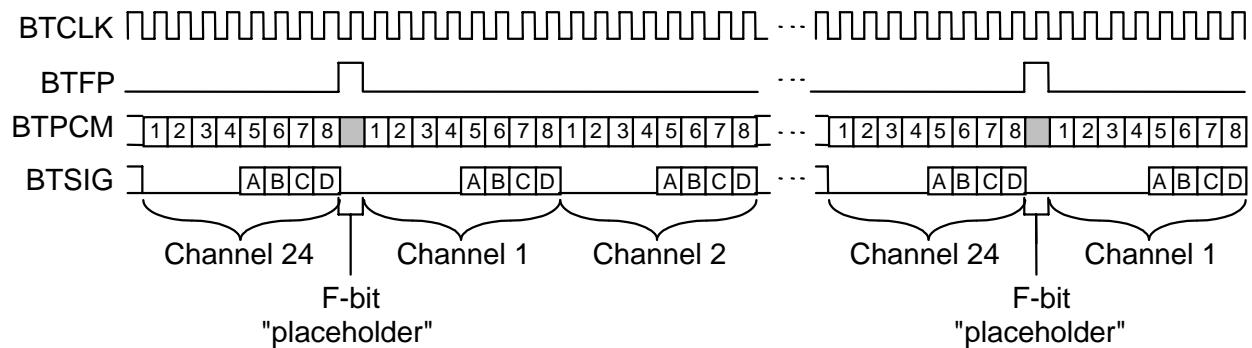 BTCLK ...
BTFP ...
BTPCM 1 2 3 4 5 6 7 8 1 2 3 4 5 6 7 8 1 2 3 4 5 6 7 8 ... 1 2 3 4 5 6 7 8 1 2 3 4 5 6 7 8
BTSIG A B C D A B C D A B C D ... A B C D A B C D
Channel 24 Channel 1 Channel 2 Channel 24 Channel 1
F-bit F-bit
"placeholder" "placeholder"